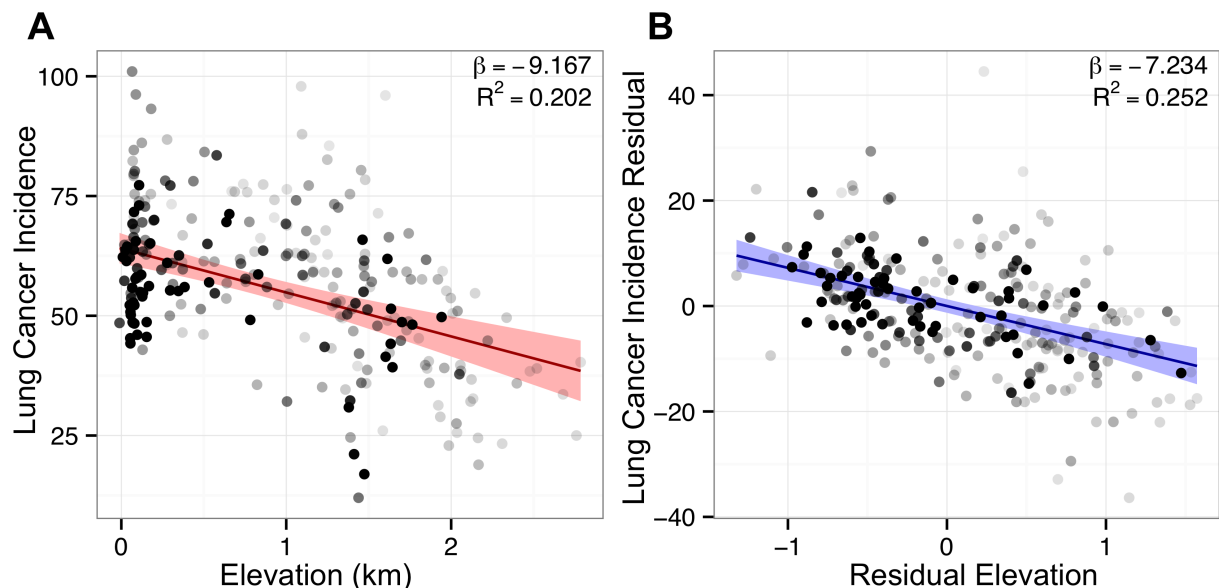 A
β = −9.167
R² = 0.202
100
75
50
25
Lung Cancer Incidence
0
1
2
Elevation (km)
B
β = −7.234
R² = 0.252
40
20
0
−20
−40
Lung Cancer Incidence Residual
−1
0
1
Residual Elevation